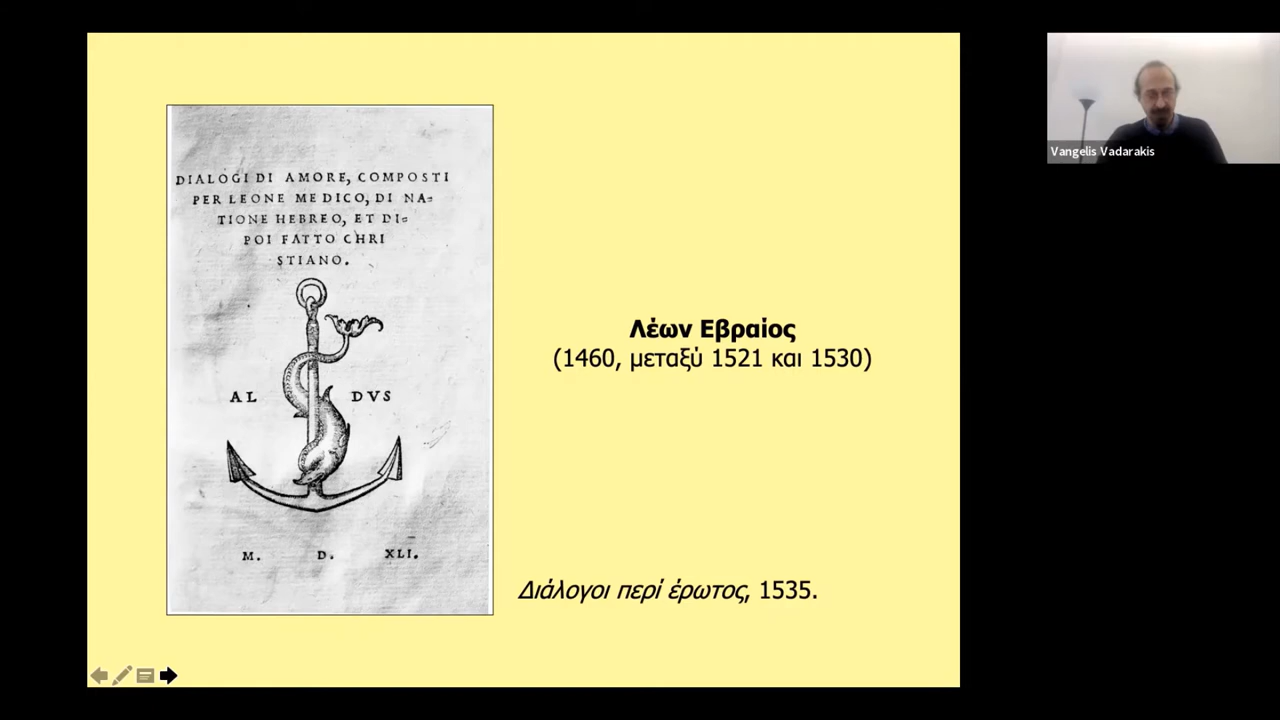 DIALOGI DI AMORE, COMPOSTI
PER LEONE MEDICO, DI NA=
TIONE HEBREO, ET DI=
POI FATTO CHRI
STIANO.
AL DVS
M. D. XLI.
Λέων Εβραίος
(1460, μεταξύ 1521 και 1530)
Διάλογοι περί έρωτος, 1535.
Vangelis Vadarakis